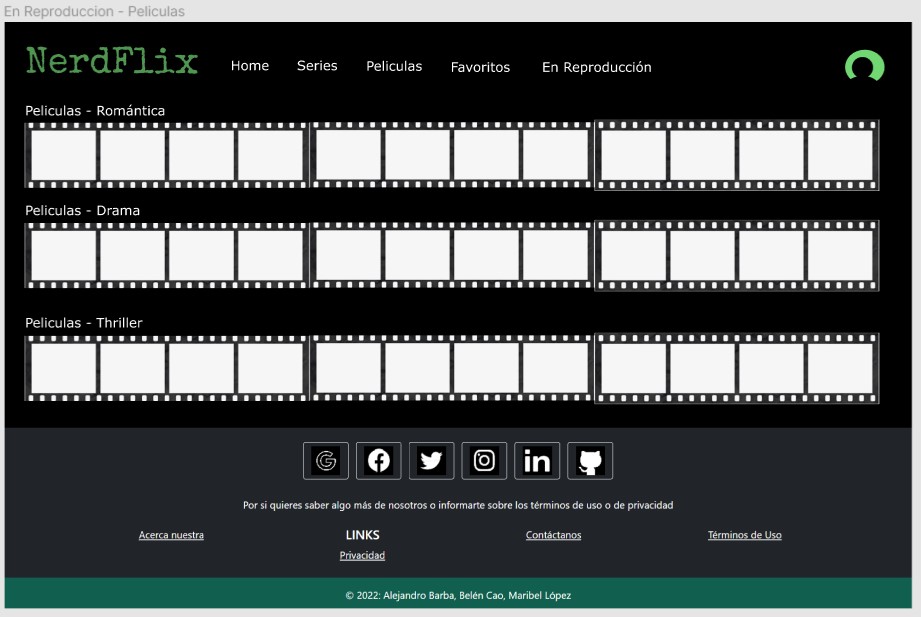 En Reproduccion - Peliculas
NerdFlix Home Series Peliculas Favoritos En Reproducción
Peliculas - Romántica
Peliculas - Drama
Peliculas - Thriller
Por si quieres saber algo más de nosotros o informarte sobre los términos de uso o de privacidad
Acerca nuestra LINKS Contáctanos Términos de Uso
Privacidad
© 2022: Alejandro Barba, Belén Cao, Maribel López